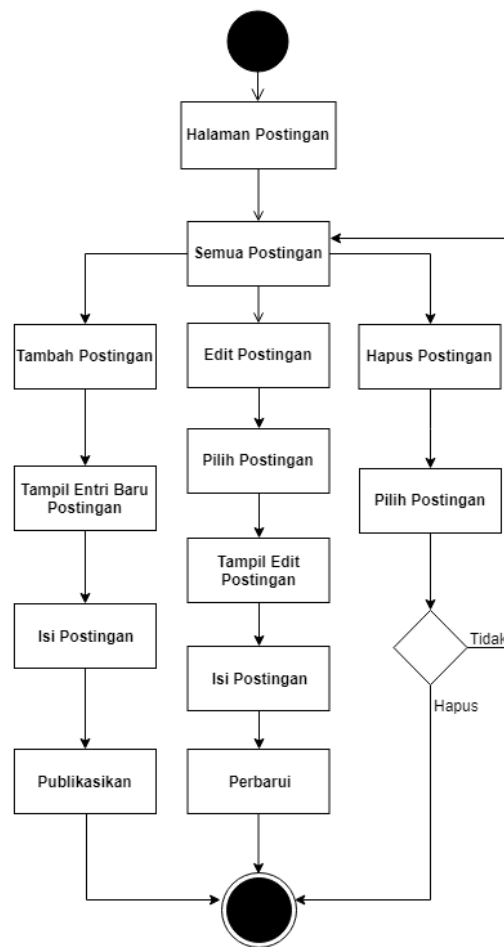 Halaman Postingan
Semua Postingan
Tambah Postingan
Edit Postingan
Hapus Postingan
Tampil Entri Baru
Postingan
Pilih Postingan
Pilih Postingan
Tampil Edit
Postingan
Isi Postingan
Isi Postingan
Tidak
Hapus
Publikasikan
Perbarui